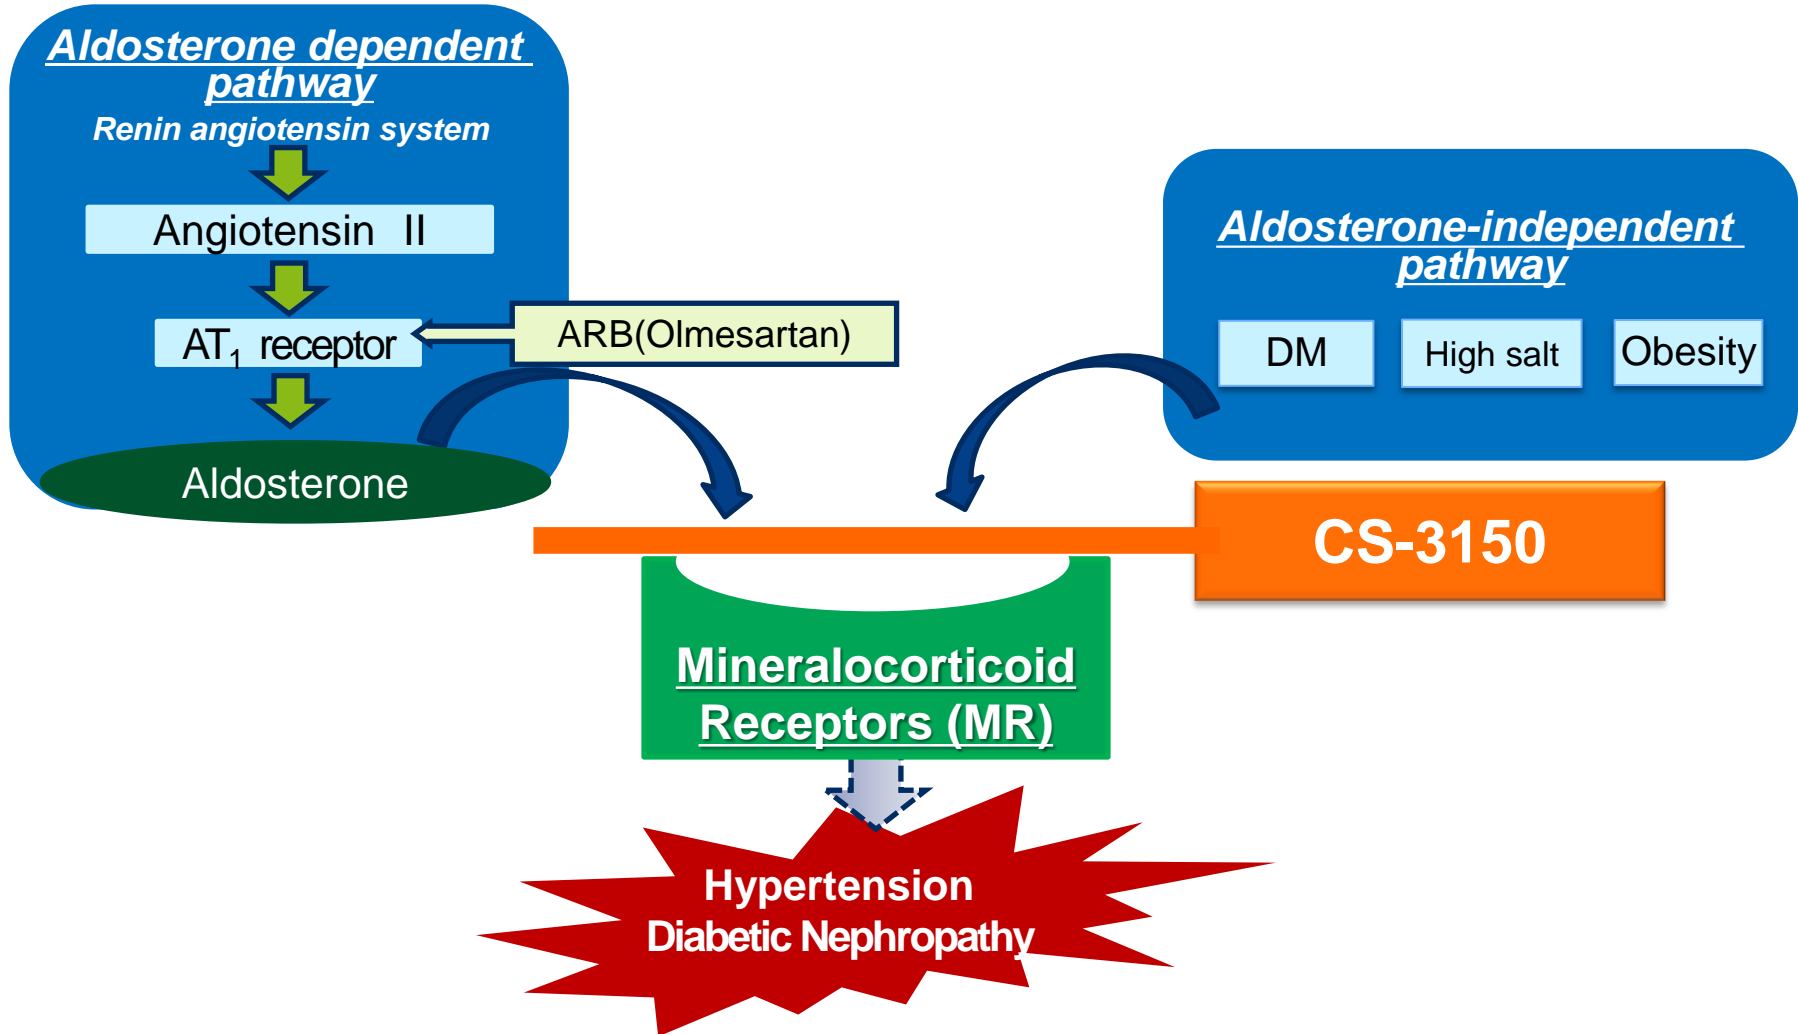 Aldosterone dependent
pathway
Renin angiotensin system
Angiotensin II
AT₁ receptor
ARB(Olmesartan)
Aldosterone
Aldosterone-independent
pathway
DM
High salt
Obesity
CS-3150
Mineralocorticoid
Receptors (MR)
Hypertension
Diabetic Nephropathy